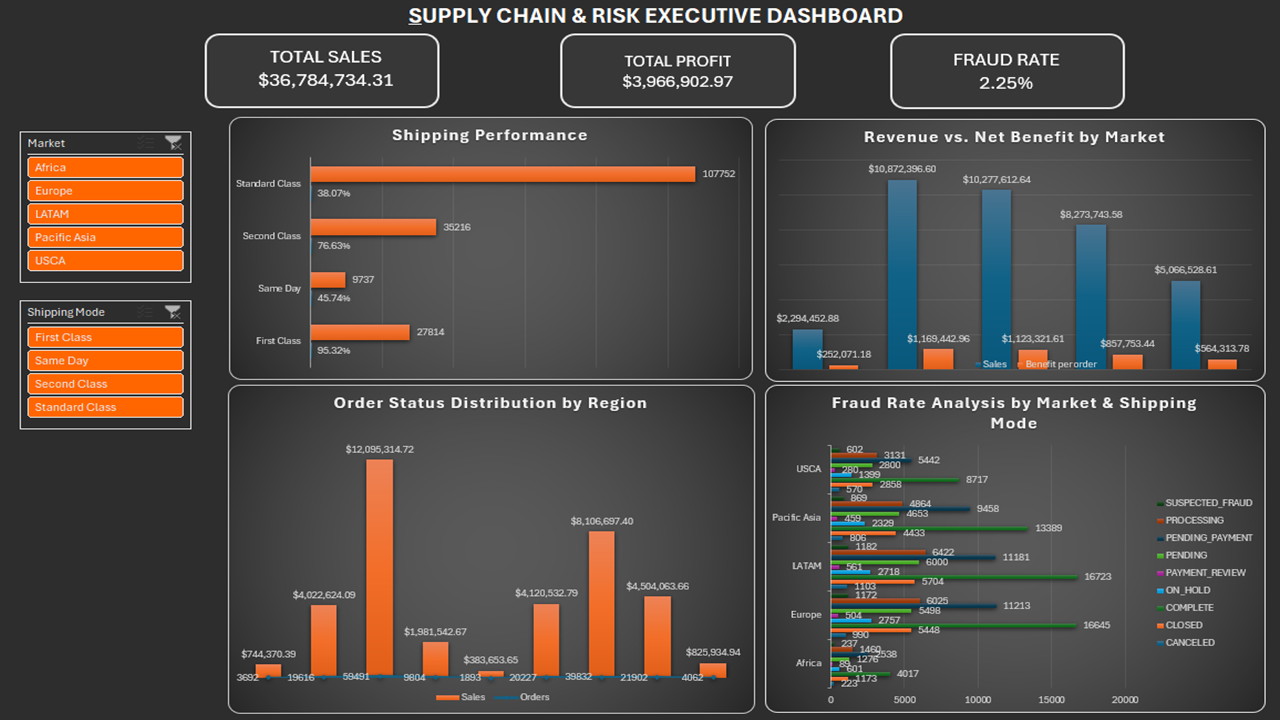 SUPPLY CHAIN & RISK EXECUTIVE DASHBOARD
TOTAL SALES
$36,784,734.31
TOTAL PROFIT
$3,966,902.97
FRAUD RATE
2.25%
Market
Africa
Europe
LATAM
Pacific Asia
USCA
Shipping Mode
First Class
Same Day
Second Class
Standard Class
Shipping Performance
Standard Class
107752
38.07%
Second Class
35216
76.63%
Same Day
9737
45.74%
First Class
27814
95.32%
Revenue vs. Net Benefit by Market
$10,872,396.60
$10,277,612.64
$8,273,743.58
$5,066,528.61
$2,294,452.88
$252,071.18
$1,169,442.96
$1,123,321.61
$857,753.44
$564,313.78
Sales
Benefit per order
Order Status Distribution by Region
$12,095,314.72
$8,106,697.40
$4,022,624.09
$4,120,532.79
$4,504,063.66
$1,981,542.67
$744,370.39
$383,653.65
$825,934.94
3692
19616
59491
9804
1893
20227
39832
21902
4062
Sales
Orders
Fraud Rate Analysis by Market & Shipping
Mode
USCA
602
3131
5442
2800
280
1399
8717
2858
570
Pacific Asia
869
4864
9458
4653
459
2329
13389
4433
806
LATAM
1182
6422
11181
6000
561
2718
16723
5704
1103
Europe
1172
6025
11213
5498
504
2757
16645
5448
990
Africa
237
1460
2538
1276
89
601
4017
1173
223
0
5000
10000
15000
20000
SUSPECTED_FRAUD
PROCESSING
PENDING_PAYMENT
PENDING
PAYMENT_REVIEW
ON_HOLD
COMPLETE
CLOSED
CANCELED